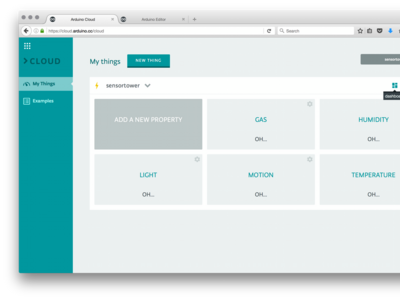 Arduino Cloud
Arduino Editor
https://cloud.arduino.cc/cloud
Search
CLOUD
My Things
Examples
My things
NEW THING
sensortower
ADD A NEW PROPERTY
GAS
OH...
HUMIDITY
OH...
LIGHT
OH...
MOTION
OH...
TEMPERATURE
OH...